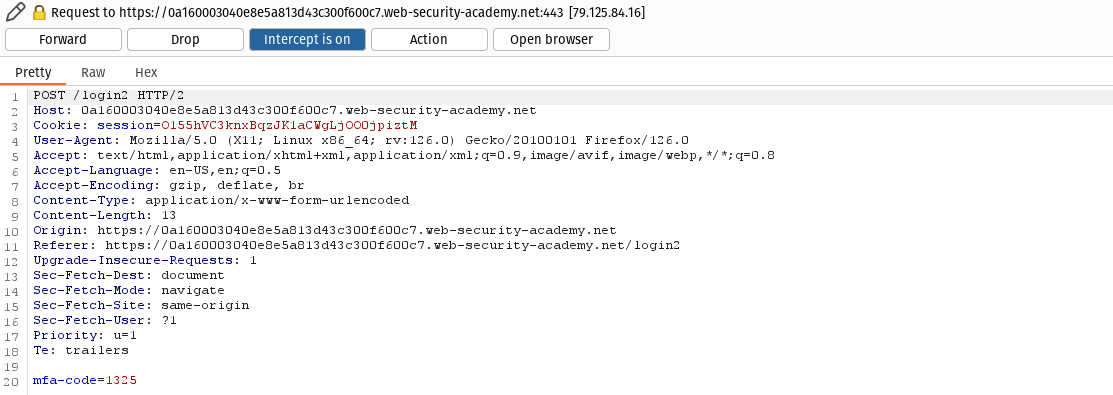 Request to https://0a160003040e8e5a813d43c300f600c7.web-security-academy.net:443 [79.125.84.16]
Forward Drop Intercept is on Action Open browser
Pretty Raw Hex
1 POST /login2 HTTP/2
2 Host: 0a160003040e8e5a813d43c300f600c7.web-security-academy.net
3 Cookie: session=O155hVC3knxBqzJK1aCWgLjOO0jpiztM
4 User-Agent: Mozilla/5.0 (X11; Linux x86_64; rv:126.0) Gecko/20100101 Firefox/126.0
5 Accept: text/html,application/xhtml+xml,application/xml;q=0.9,image/avif,image/webp,*/*;q=0.8
6 Accept-Language: en-US,en;q=0.5
7 Accept-Encoding: gzip, deflate, br
8 Content-Type: application/x-www-form-urlencoded
9 Content-Length: 13
10 Origin: https://0a160003040e8e5a813d43c300f600c7.web-security-academy.net
11 Referer: https://0a160003040e8e5a813d43c300f600c7.web-security-academy.net/login2
12 Upgrade-Insecure-Requests: 1
13 Sec-Fetch-Dest: document
14 Sec-Fetch-Mode: navigate
15 Sec-Fetch-Site: same-origin
16 Sec-Fetch-User: ?1
17 Priority: u=1
18 Te: trailers
19
20 mfa-code=1325